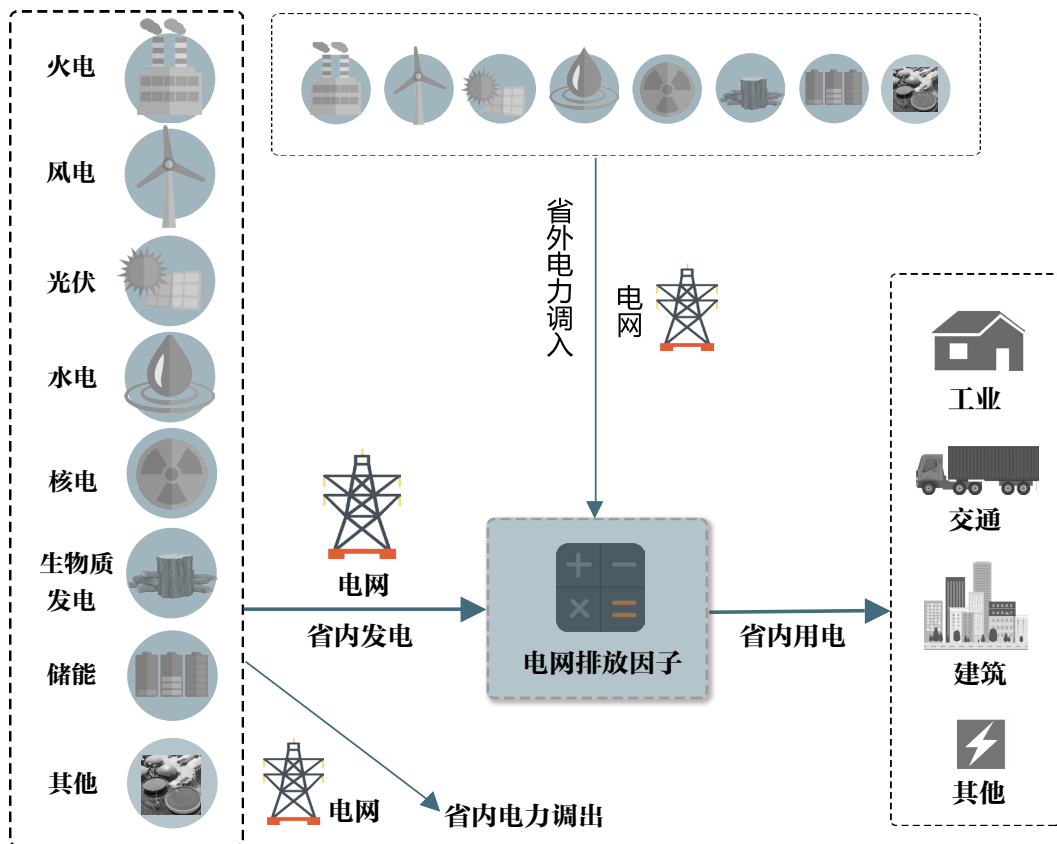 火电
风电
光伏
水电
核电
生物质
发电
储能
其他
省外电力调入
电网
电网
省内发电
电网排放因子
省内用电
电网
省内电力调出
工业
交通
建筑
其他